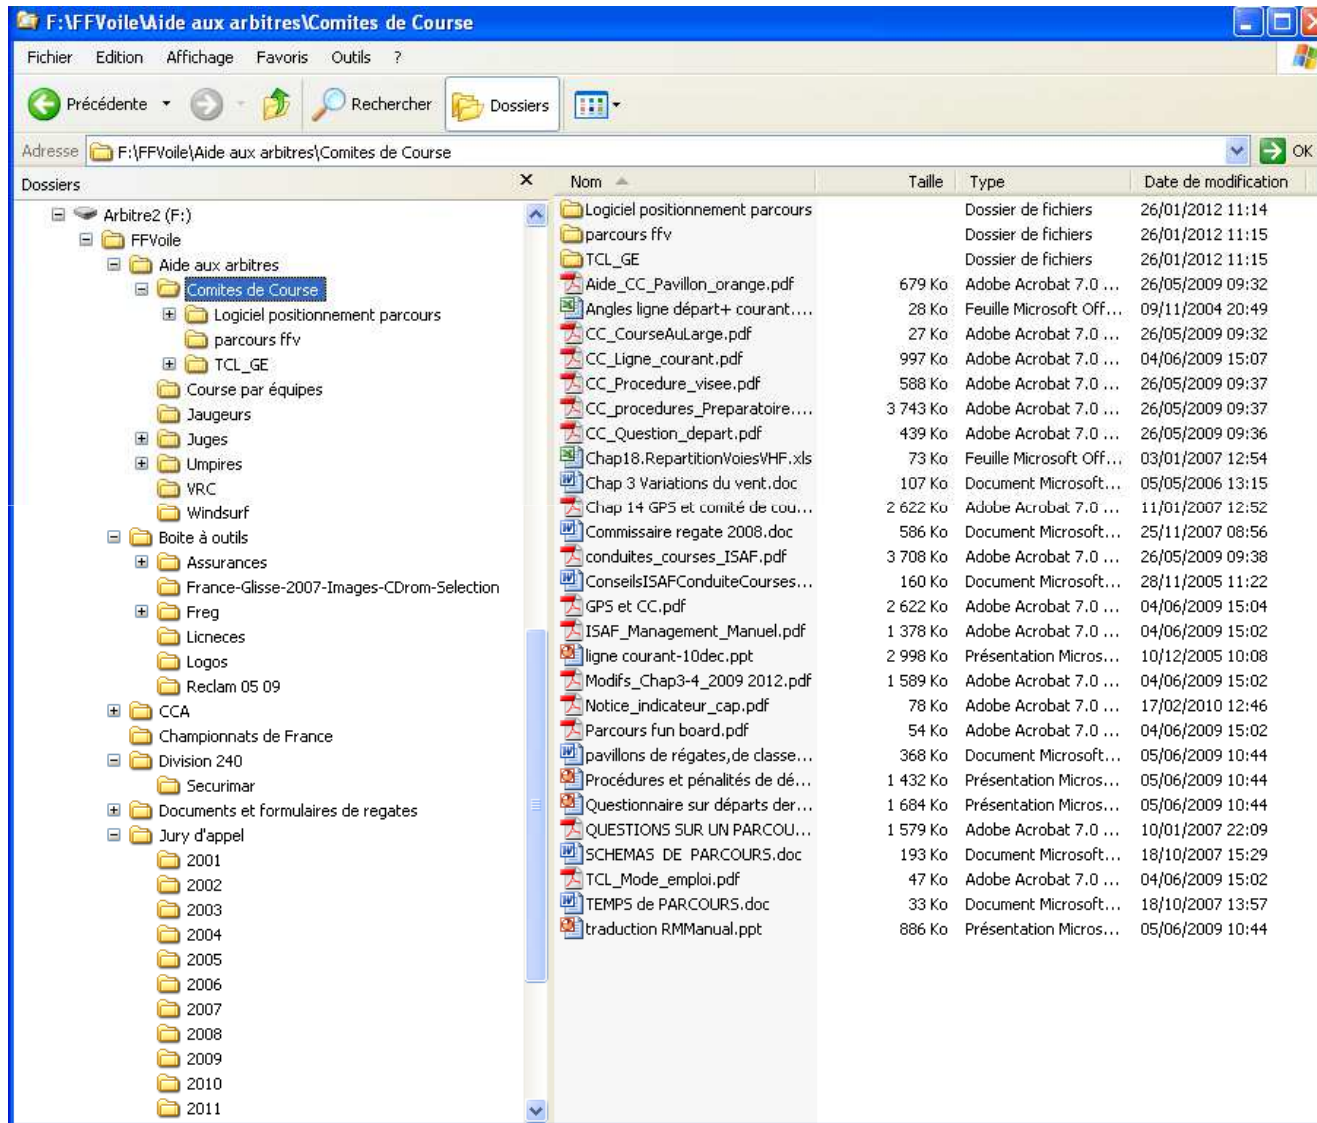 F:\FFVoile\Aide aux arbitres\Comites de Course
Fichier Edition Affichage Favoris Outils ?
Précédente Rechercher Dossiers
Adresse F:\FFVoile\Aide aux arbitres\Comites de Course OK
Dossiers
Arbitre2 (F:)
FFVoile
Aide aux arbitres
Comites de Course
Logiciel positionnement parcours
parcours ffv
TCL_GE
Course par équipes
Jaugeurs
Juges
Umpires
VRC
Windsurf
Boite à outils
Assurances
France-Glisse-2007-Images-CDrom-Selection
Freg
Licneces
Logos
Reclam 05 09
CCA
Championnats de France
Division 240
Securimar
Documents et formulaires de regates
Jury d'appel
2001
2002
2003
2004
2005
2006
2007
2008
2009
2010
2011
Nom Taille Type Date de modification
Logiciel positionnement parcours Dossier de fichiers 26/01/2012 11:14
parcours ffv Dossier de fichiers 26/01/2012 11:15
TCL_GE Dossier de fichiers 26/01/2012 11:15
Aide_CC_Pavillon_orange.pdf 679 Ko Adobe Acrobat 7.0 ... 26/05/2009 09:32
Angles ligne départ+ courant.... 28 Ko Feuille Microsoft Off... 09/11/2004 20:49
CC_CourseAuLarge.pdf 27 Ko Adobe Acrobat 7.0 ... 26/05/2009 09:32
CC_Ligne_courant.pdf 997 Ko Adobe Acrobat 7.0 ... 04/06/2009 15:07
CC_Procedure_visee.pdf 588 Ko Adobe Acrobat 7.0 ... 26/05/2009 09:37
CC_procedures_Preparatoire.... 3 743 Ko Adobe Acrobat 7.0 ... 26/05/2009 09:37
CC_Question_depart.pdf 439 Ko Adobe Acrobat 7.0 ... 26/05/2009 09:36
Chap18.RepartitionVoiesVHF.xls 73 Ko Feuille Microsoft Off... 03/01/2007 12:54
Chap 3 Variations du vent.doc 107 Ko Document Microsoft... 05/05/2006 13:15
Chap 14 GPS et comité de cou... 2 622 Ko Adobe Acrobat 7.0 ... 11/01/2007 12:52
Commissaire regate 2008.doc 586 Ko Document Microsoft... 25/11/2007 08:56
conduites_courses_ISAF.pdf 3 708 Ko Adobe Acrobat 7.0 ... 26/05/2009 09:38
ConseilsISAFConduiteCourses... 160 Ko Document Microsoft... 28/11/2005 11:22
GPS et CC.pdf 2 622 Ko Adobe Acrobat 7.0 ... 04/06/2009 15:04
ISAF_Management_Manuel.pdf 1 378 Ko Adobe Acrobat 7.0 ... 04/06/2009 15:02
ligne courant-10dec.ppt 2 998 Ko Présentation Micros... 10/12/2005 10:08
Modifs_Chap3-4_2009 2012.pdf 1 589 Ko Adobe Acrobat 7.0 ... 04/06/2009 15:02
Notice_indicateur_cap.pdf 78 Ko Adobe Acrobat 7.0 ... 17/02/2010 12:46
Parcours fun board.pdf 54 Ko Adobe Acrobat 7.0 ... 04/06/2009 15:02
pavillons de régates,de classe... 368 Ko Document Microsoft... 05/06/2009 10:44
Procédures et pénalités de dé... 1 432 Ko Présentation Micros... 05/06/2009 10:44
Questionnaire sur départs der... 1 684 Ko Présentation Micros... 05/06/2009 10:44
QUESTIONS SUR UN PARCOU... 1 579 Ko Adobe Acrobat 7.0 ... 10/01/2007 22:09
SCHEMAS DE PARCOURS.doc 193 Ko Document Microsoft... 18/10/2007 15:29
TCL_Mode_emploi.pdf 47 Ko Adobe Acrobat 7.0 ... 04/06/2009 15:02
TEMPS de PARCOURS.doc 33 Ko Document Microsoft... 18/10/2007 13:57
traduction RMManual.ppt 886 Ko Présentation Micros... 05/06/2009 10:44